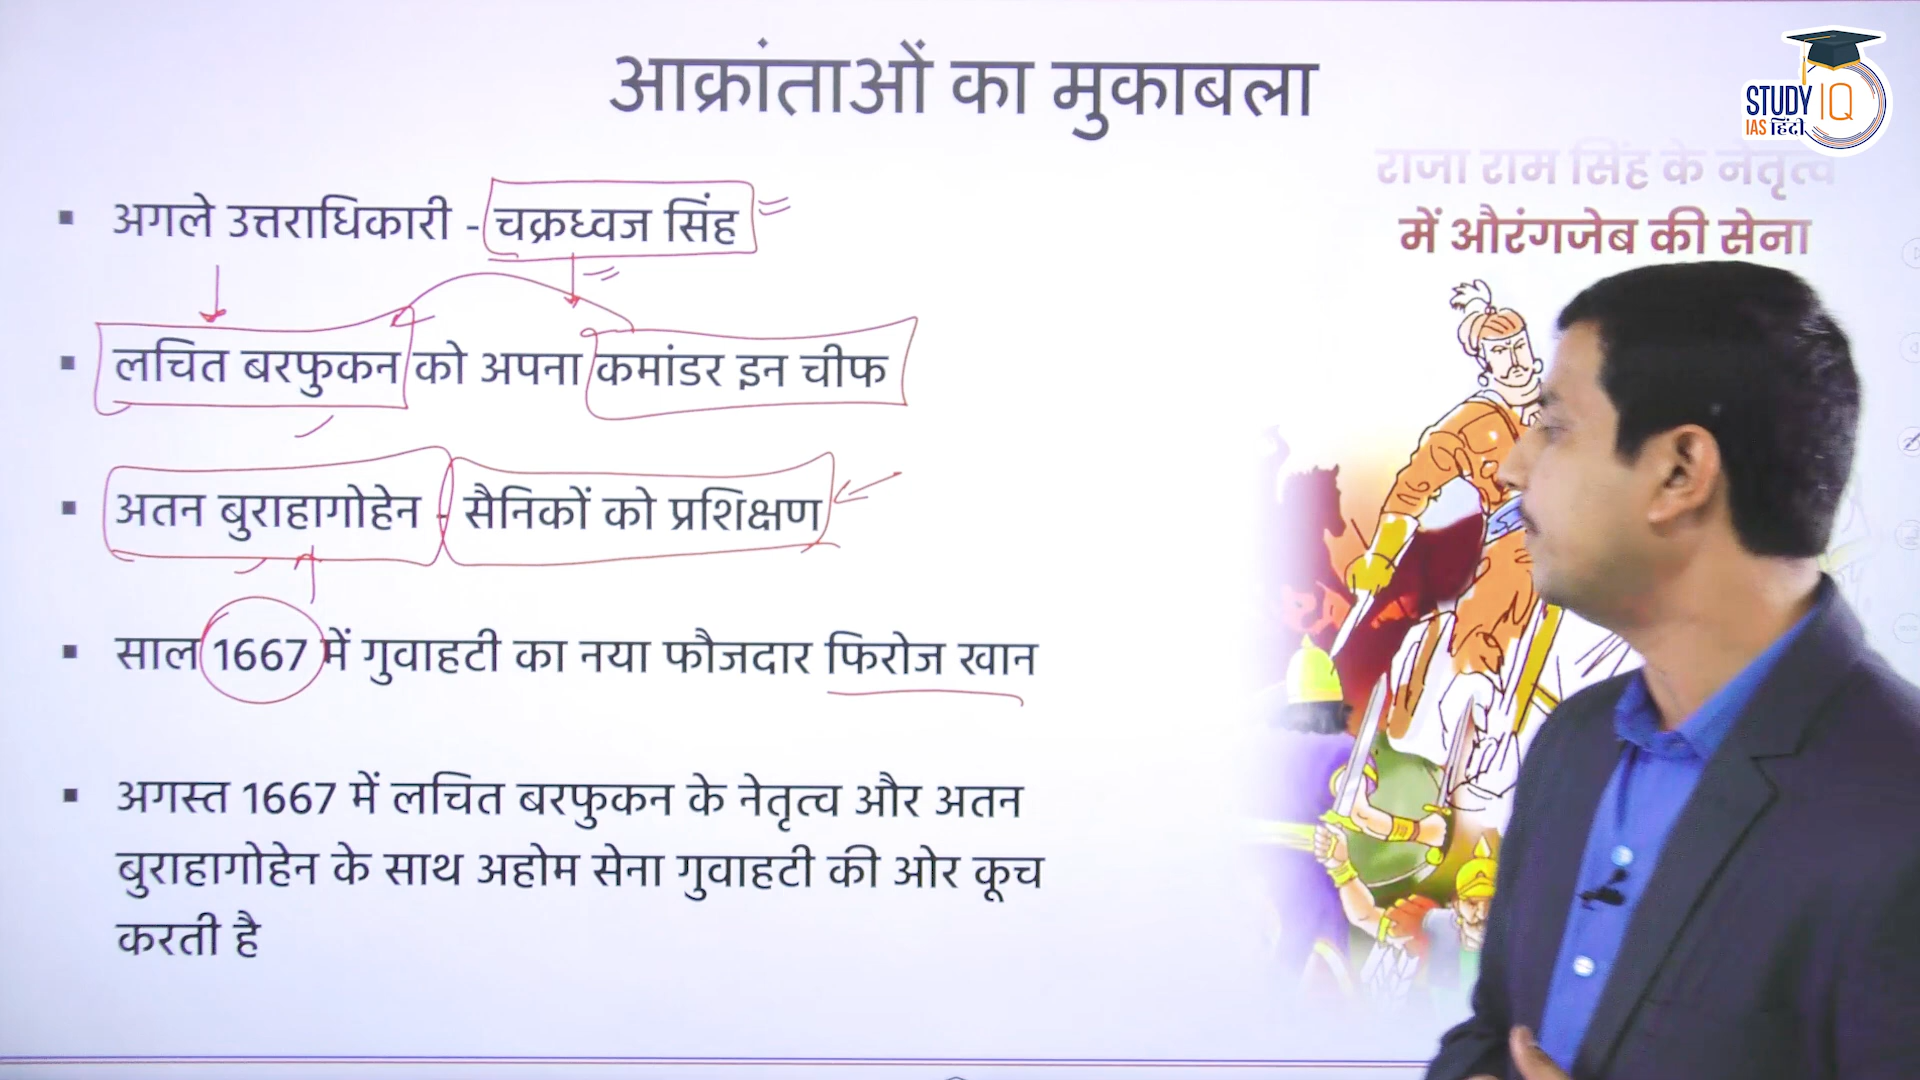 आक्रांताओं का मुकाबला
STUDY IQ
IAS हिंदी
राजा राम सिंह के नेतृत्व
में औरंगजेब की सेना
अगले उत्तराधिकारी - चक्रध्वज सिंह
लचित बरफुकन को अपना कमांडर इन चीफ
अतन बुराहागोहेन - सैनिकों को प्रशिक्षण
साल 1667 में गुवाहटी का नया फौजदार फिरोज खान
अगस्त 1667 में लचित बरफुकन के नेतृत्व और अतन
बुराहागोहेन के साथ अहोम सेना गुवाहटी की ओर कूच
करती है